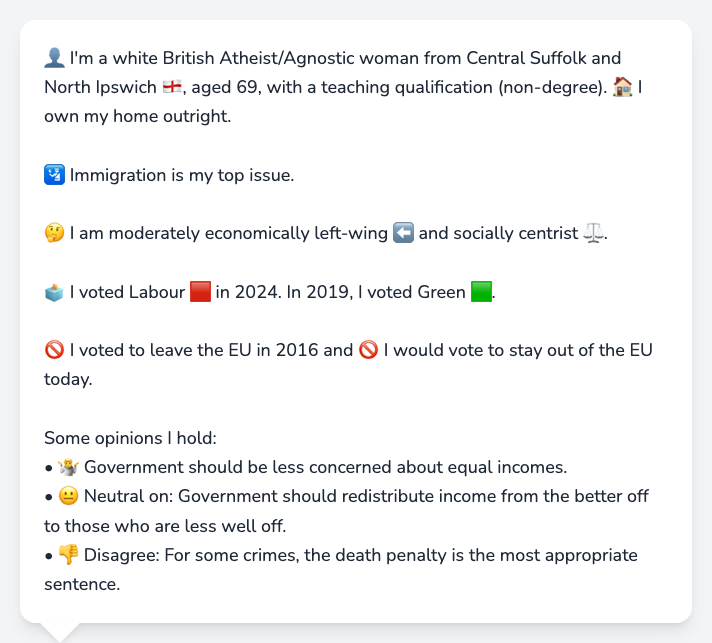 👤 I'm a white British Atheist/Agnostic woman from Central Suffolk and
North Ipswich 🏴󠁧󠁢󠁥󠁮󠁧󠁿, aged 69, with a teaching qualification (non-degree). 🏠 I
own my home outright.
🛂 Immigration is my top issue.
🤔 I am moderately economically left-wing ⬅️ and socially centrist ⚖️.
🗳️ I voted Labour 🟥 in 2024. In 2019, I voted Green 🟩.
🚫 I voted to leave the EU in 2016 and 🚫 I would vote to stay out of the EU
today.
Some opinions I hold:
• 🤷 Government should be less concerned about equal incomes.
• 😐 Neutral on: Government should redistribute income from the better off
to those who are less well off.
• 👎 Disagree: For some crimes, the death penalty is the most appropriate
sentence.